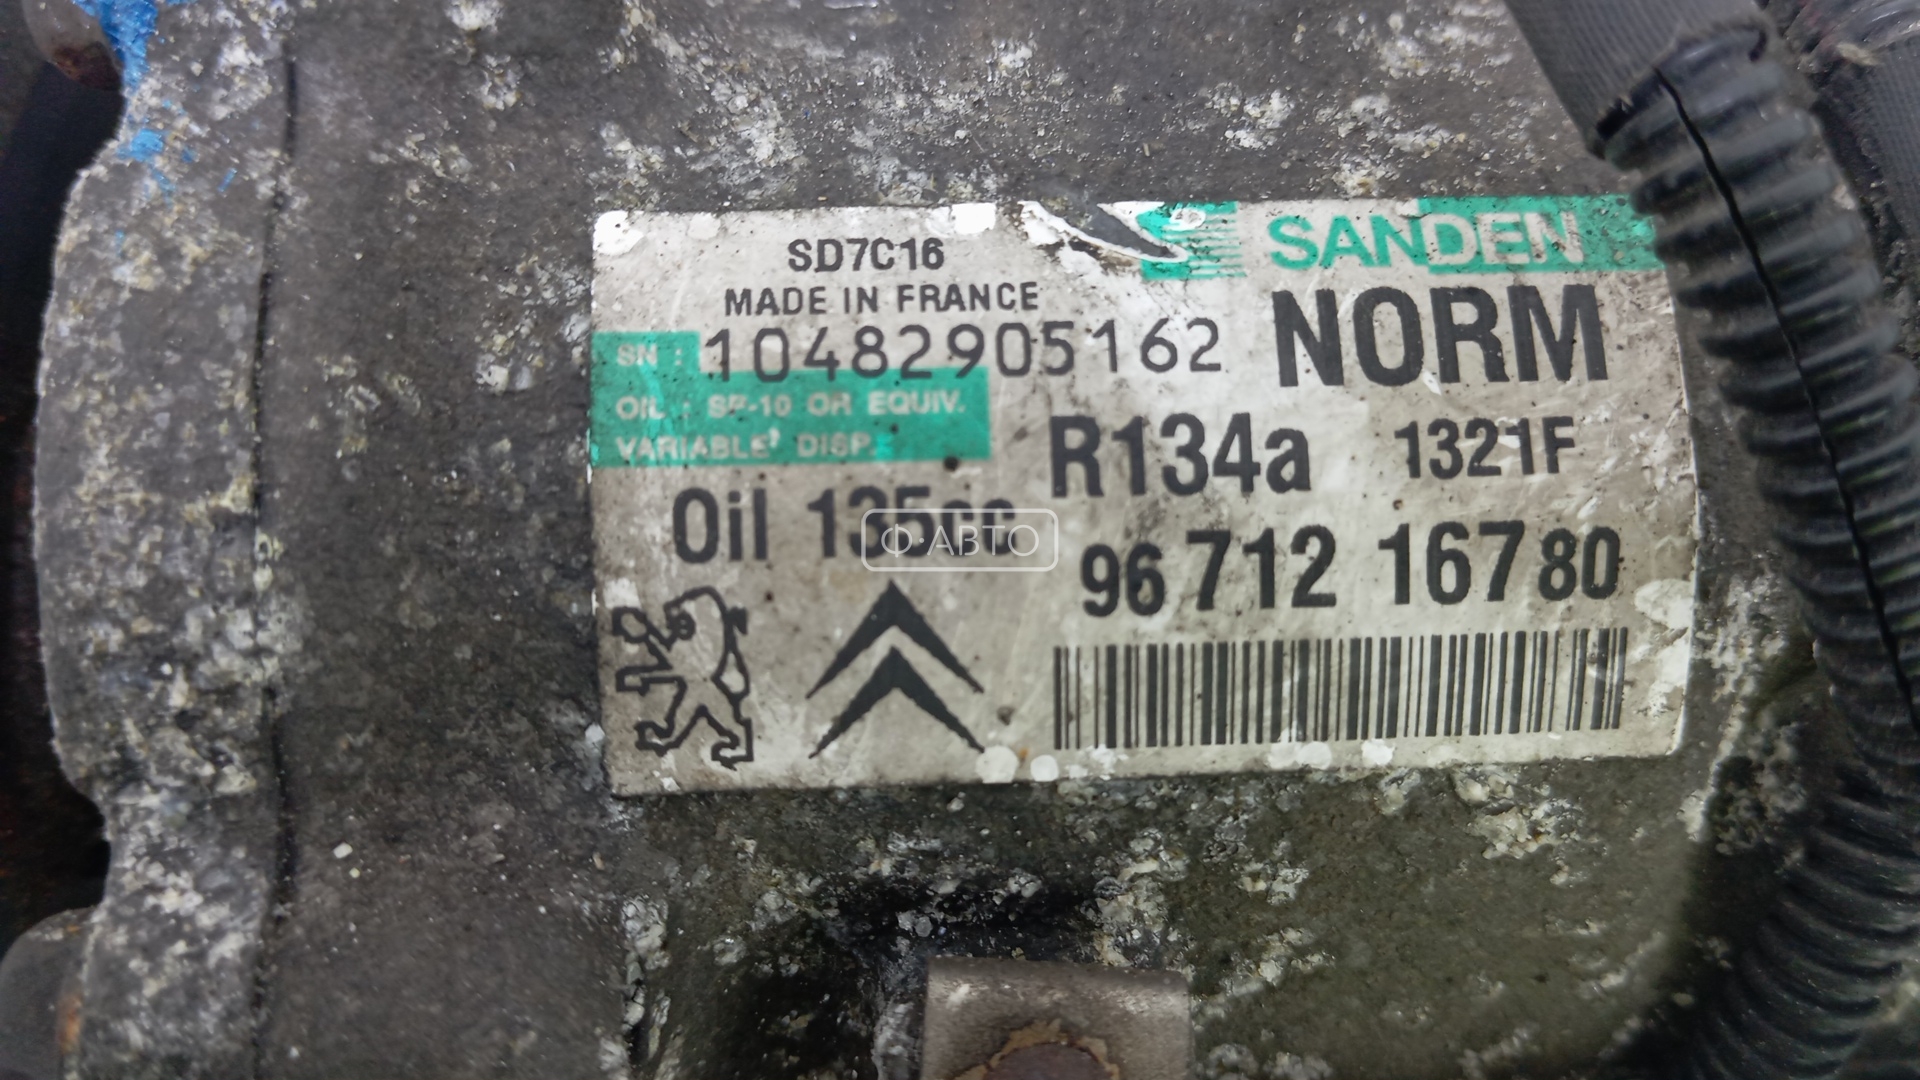 SD7C16
SANDEN
MADE IN FRANCE
SN : 10482905162
NORM
OIL : SP-10 OR EQUIV.
VARIABLE DISP.
R134a 1321F
Oil 135cc
Ф·АВТО
96 712 167 80